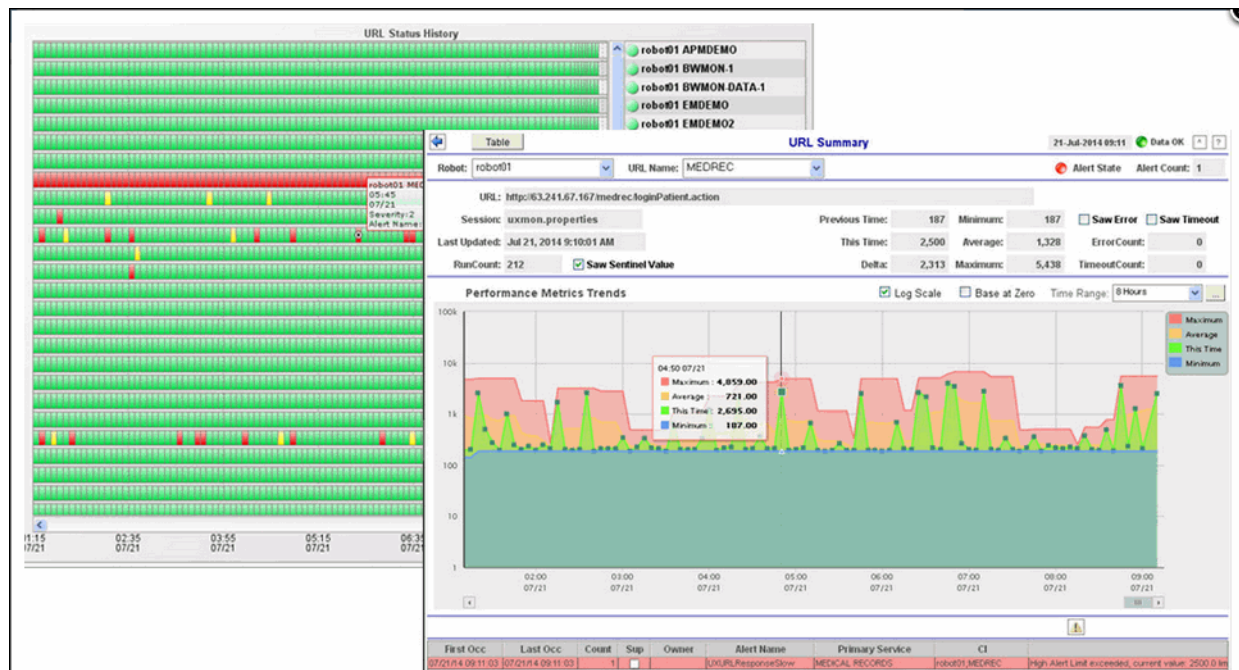 URL Status History
robot01 APMDEMO
robot01 BWMON-1
robot01 BWMON-DATA-1
robot01 EMDEMO
robot01 EMDEMO2
robot01 MED
05:45
07/21
Severity:2
Alert Name:
1:15 02:35 03:55 05:15 06:35
7/21 07/21 07/21 07/21 07/21
Table URL Summary 21-Jul-2014 09:11 Data OK ^ ?
Robot: robot01 URL Name: MEDREC Alert State Alert Count: 1
URL: http://63.241.67.167/medrec/loginPatient.action
Session: uxmon.properties Previous Time: 187 Minimum: 187 Saw Error Saw Timeout
Last Updated: Jul 21, 2014 9:10:01 AM This Time: 2,500 Average: 1,328 ErrorCount: 0
RunCount: 212 Saw Sentinel Value Delta: 2,313 Maximum: 5,438 TimeoutCount: 0
Performance Metrics Trends Log Scale Base at Zero Time Range: 8 Hours ...
100k
10k
1k
100
10
1
Maximum
Average
This Time
Minimum
04:50 07/21
Maximum : 4,859.00
Average : 721.00
This Time : 2,695.00
Minimum : 187.00
02:00 03:00 04:00 05:00 06:00 07:00 08:00 09:00
07/21 07/21 07/21 07/21 07/21 07/21 07/21 07/21
First Occ Last Occ Count Sup Owner Alert Name Primary Service CI
07/21/14 09:11:03 07/21/14 09:11:03 1 UXURLResponseSlow MEDICAL RECORDS robot01,MEDREC High Alert Limit exceeded, current value: 2500.0 lim